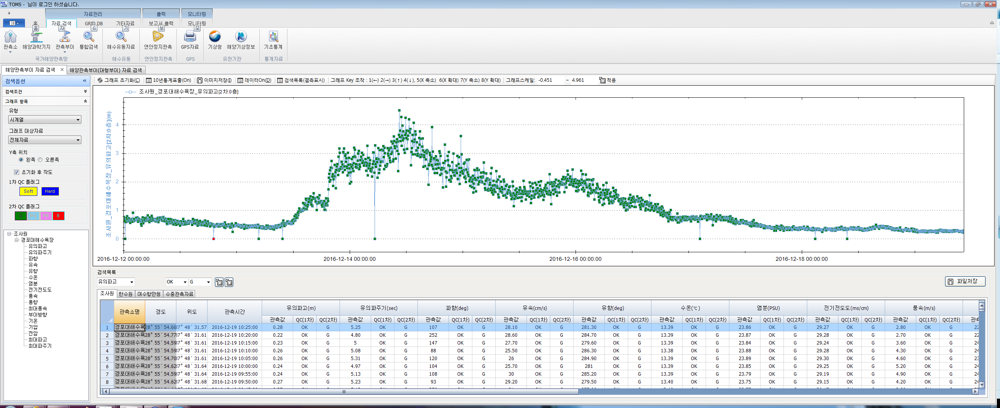 TOMS - 님이 로그인 하셨습니다.
자료관리 출력 모니터링
홈 자료 검색 GRID DB 기타자료 보고서 출력 모니터링
홈 자 G 기 보 모
관측소 해양과학기지 관측부이 통합검색 해수유동자료 연안정지관측 GPS자료 기상청 해양기상정보 기초통계
국가해양관측망 해수유동 연안정지관측 GPS 유관기관 통계자료
해양관측부이 자료 검색 해양관측부이(대형부이) 자료 검색
검색옵션
검색조건
그래프 항목
유형
시계열
그래프 대상자료
전체자료
Y축 위치
왼쪽 오른쪽
초기화 후 작도
1차 QC 플래그
Soft Hard
2차 QC 플래그
G PG PB B
조사원
경포대해수욕장
유의파고
유의파주기
파향
유속
유향
수온
염분
전기전도도
풍속
풍향
최대풍속
부이방향
기온
기압
전압
최대파고
최대파주기
그래프 초기화(C) 10년통계표출(On) 이미지저장(I) 데이터On(D) 검색목록(결측표시) 그래프 Key 조작 : 1(←) 2(→) 3(↑) 4(↓), 5(X 축소) 6(X 확대) 7(Y 축소) 8(Y 확대) 그래프스케일: -0.451 ~ 4.961 적용
조사원_경포대해수욕장_유의파고[2차:0층]
조사원_경포대해수욕장_유의파고[2차:0층](m)
4
3
2
1
0
2016-12-12 00:00:00 2016-12-14 00:00:00 2016-12-16 00:00:00 2016-12-18 00:00:00
검색목록
유의파고 OK G 파일저장
조사원 한수원 여수항만청 수중관측자료
관측소명 경도 위도 관측시간 유의파고(m) 유의파주기(sec) 파향(deg) 유속(cm/s) 유향(deg) 수온(℃) 염분(PSU) 전기전도도(ms/cm) 풍속(m/s)
관측값 QC(1차) QC(2차) 관측값 QC(1차) QC(2차) 관측값 QC(1차) QC(2차) 관측값 QC(1차) QC(2차) 관측값 QC(1차) QC(2차) 관측값 QC(1차) QC(2차) 관측값 QC(1차) QC(2차) 관측값 QC(1차) QC(2차) 관측값 QC(1차) QC(2차) 관측
1 경포대해수욕 28° 55´ 54.66 37° 48´ 31.57 2016-12-19 10:25:00 0.28 OK G 5.25 OK G 107 OK G 28.10 OK G 281.30 OK G 13.39 OK G 23.86 OK G 29.27 OK G 2.80 OK G 22
2 경포대해수욕 28° 55´ 54.77 37° 48´ 31.61 2016-12-19 10:20:00 0.22 OK G 4.80 OK G 252 OK G 28.60 OK G 284.70 OK G 13.39 OK G 23.87 OK G 29.28 OK G 2.70 OK G 22
3 경포대해수욕 28° 55´ 54.59 37° 48´ 31.61 2016-12-19 10:15:00 0.23 OK G 5 OK G 147 OK G 27.70 OK G 279.60 OK G 13.39 OK G 23.84 OK G 29.24 OK G 3.60 OK G 24
4 경포대해수욕 28° 55´ 54.59 37° 48´ 31.61 2016-12-19 10:10:00 0.26 OK G 5.08 OK G 88 OK G 25.50 OK G 286.30 OK G 13.38 OK G 23.88 OK G 29.28 OK G 4.30 OK G 24
5 경포대해수욕 28° 55´ 54.70 37° 48´ 31.61 2016-12-19 10:05:00 0.26 OK G 5.31 OK G 120 OK G 26 OK G 284.90 OK G 13.39 OK G 23.89 OK G 29.30 OK G 4.60 OK G 23
6 경포대해수욕 28° 55´ 54.62 37° 48´ 31.64 2016-12-19 10:00:00 0.24 OK G 4.97 OK G 104 OK G 25.70 OK G 281 OK G 13.39 OK G 23.85 OK G 29.25 OK G 5.20 OK G 24
7 경포대해수욕 28° 55´ 54.59 37° 48´ 31.64 2016-12-19 09:55:00 0.24 OK G 5.13 OK G 108 OK G 30 OK G 285.20 OK G 13.39 OK G 23.79 OK G 29.19 OK G 4.90 OK G 24
8 경포대해수욕 28° 55´ 54.62 37° 48´ 31.68 2016-12-19 09:50:00 0.27 OK G 5.23 OK G 93 OK G 29.20 OK G 279.50 OK G 13.40 OK G 23.75 OK G 29.15 OK G 4.20 OK G 24